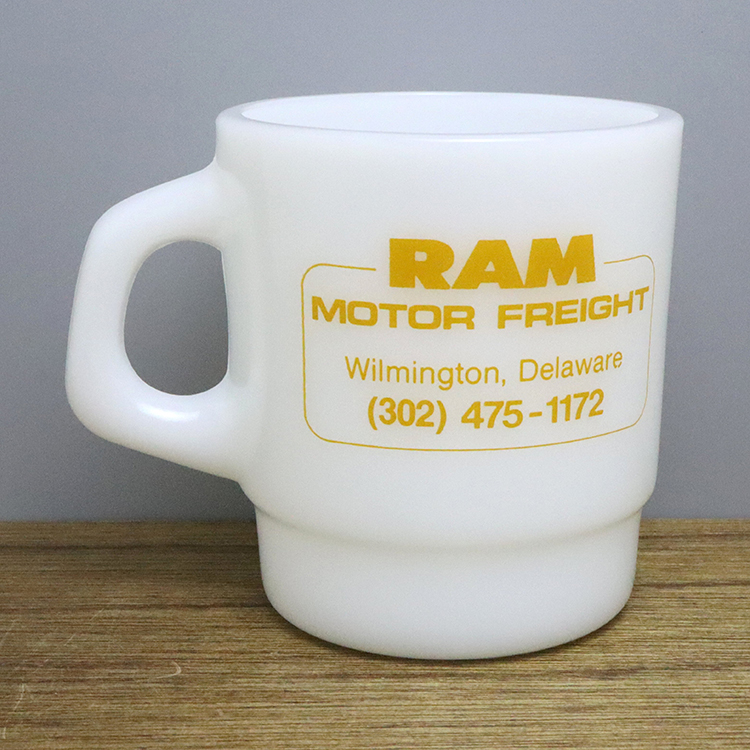 RAM
MOTOR FREIGHT
Wilmington, Delaware
(302) 475-1172